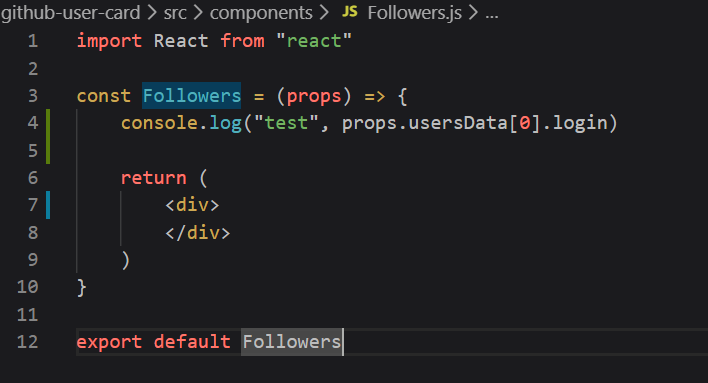 github-user-card > src > components > JS Followers.js > ...
1 import React from "react"
2
3 const Followers = (props) => {
4     console.log("test", props.usersData[0].login)
5
6     return (
7         <div>
8         </div>
9     )
10 }
11
12 export default Followers